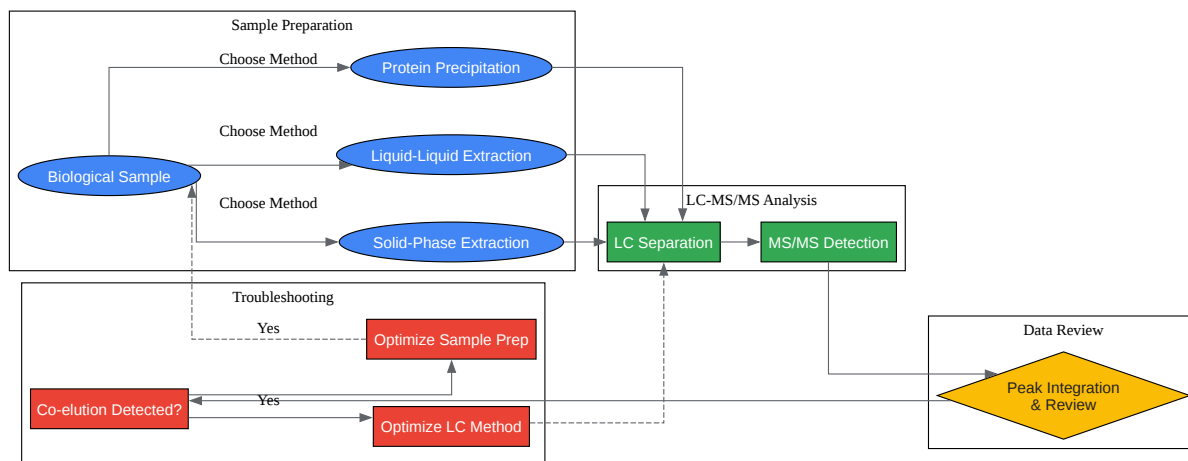 Sample Preparation
Choose Method
Protein Precipitation
Choose Method
Liquid-Liquid Extraction
Biological Sample
Choose Method
Solid-Phase Extraction
LC-MS/MS Analysis
LC Separation
MS/MS Detection
Troubleshooting
Yes
Optimize Sample Prep
Co-elution Detected?
Yes
Optimize LC Method
Data Review
Peak Integration
& Review